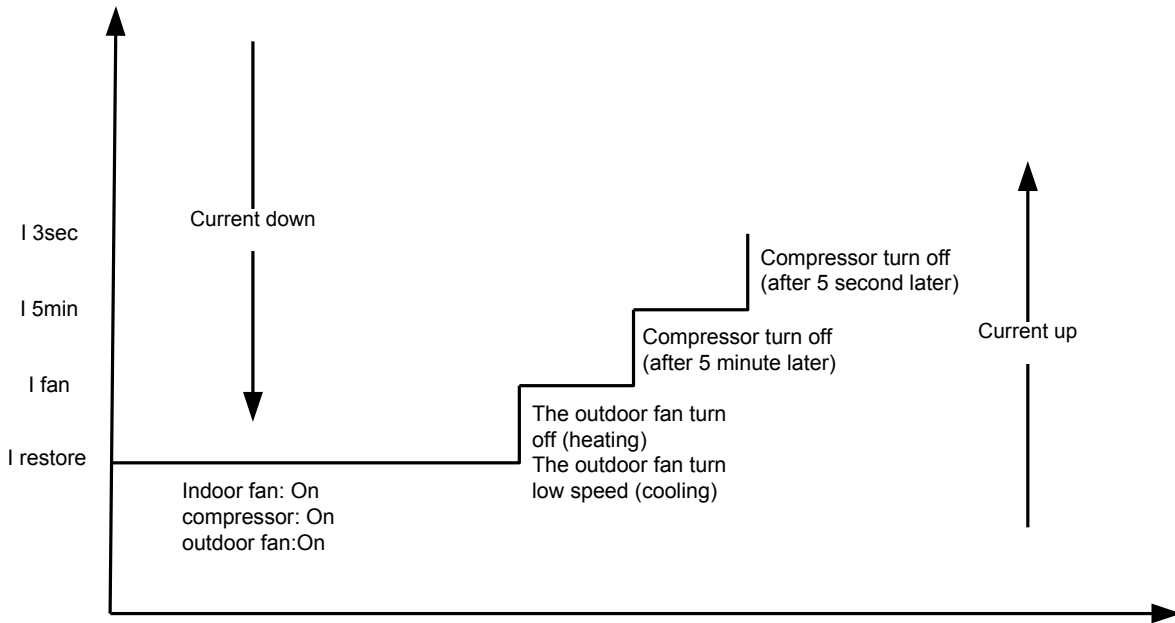 Current down
I 3sec
Compressor turn off
(after 5 second later)
I 5min
Current up
Compressor turn off
(after 5 minute later)
I fan
The outdoor fan turn
off (heating)
The outdoor fan turn
low speed (cooling)
I restore
Indoor fan: On
compressor: On
outdoor fan:On